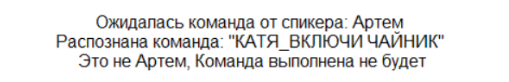 Ожидалась команда от спикера: Артем
Распознана команда: "КАТЯ_ВКЛЮЧИ ЧАЙНИК"
Это не Артем, Команда выполнена не будет